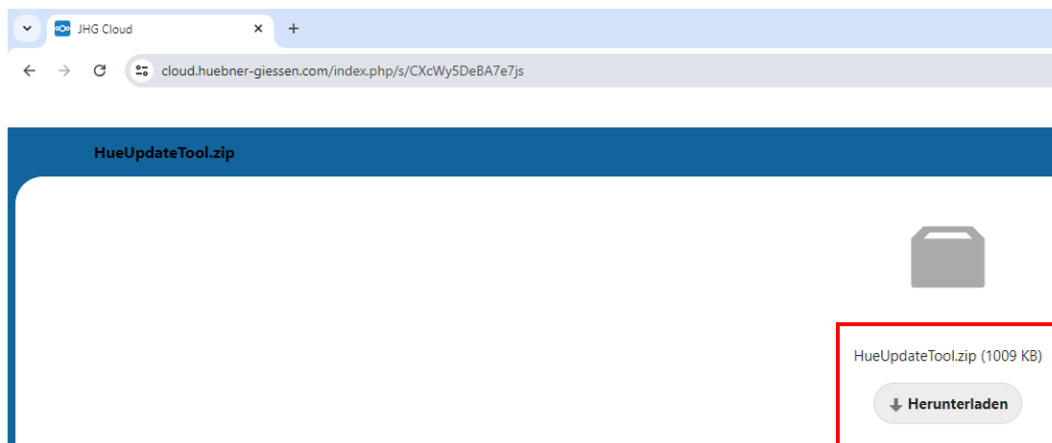 JHG Cloud
cloud.huebner-giessen.com/index.php/s/CXcWy5DeBA7e7js
HueUpdateTool.zip
HueUpdateTool.zip (1009 KB)
Herunterladen